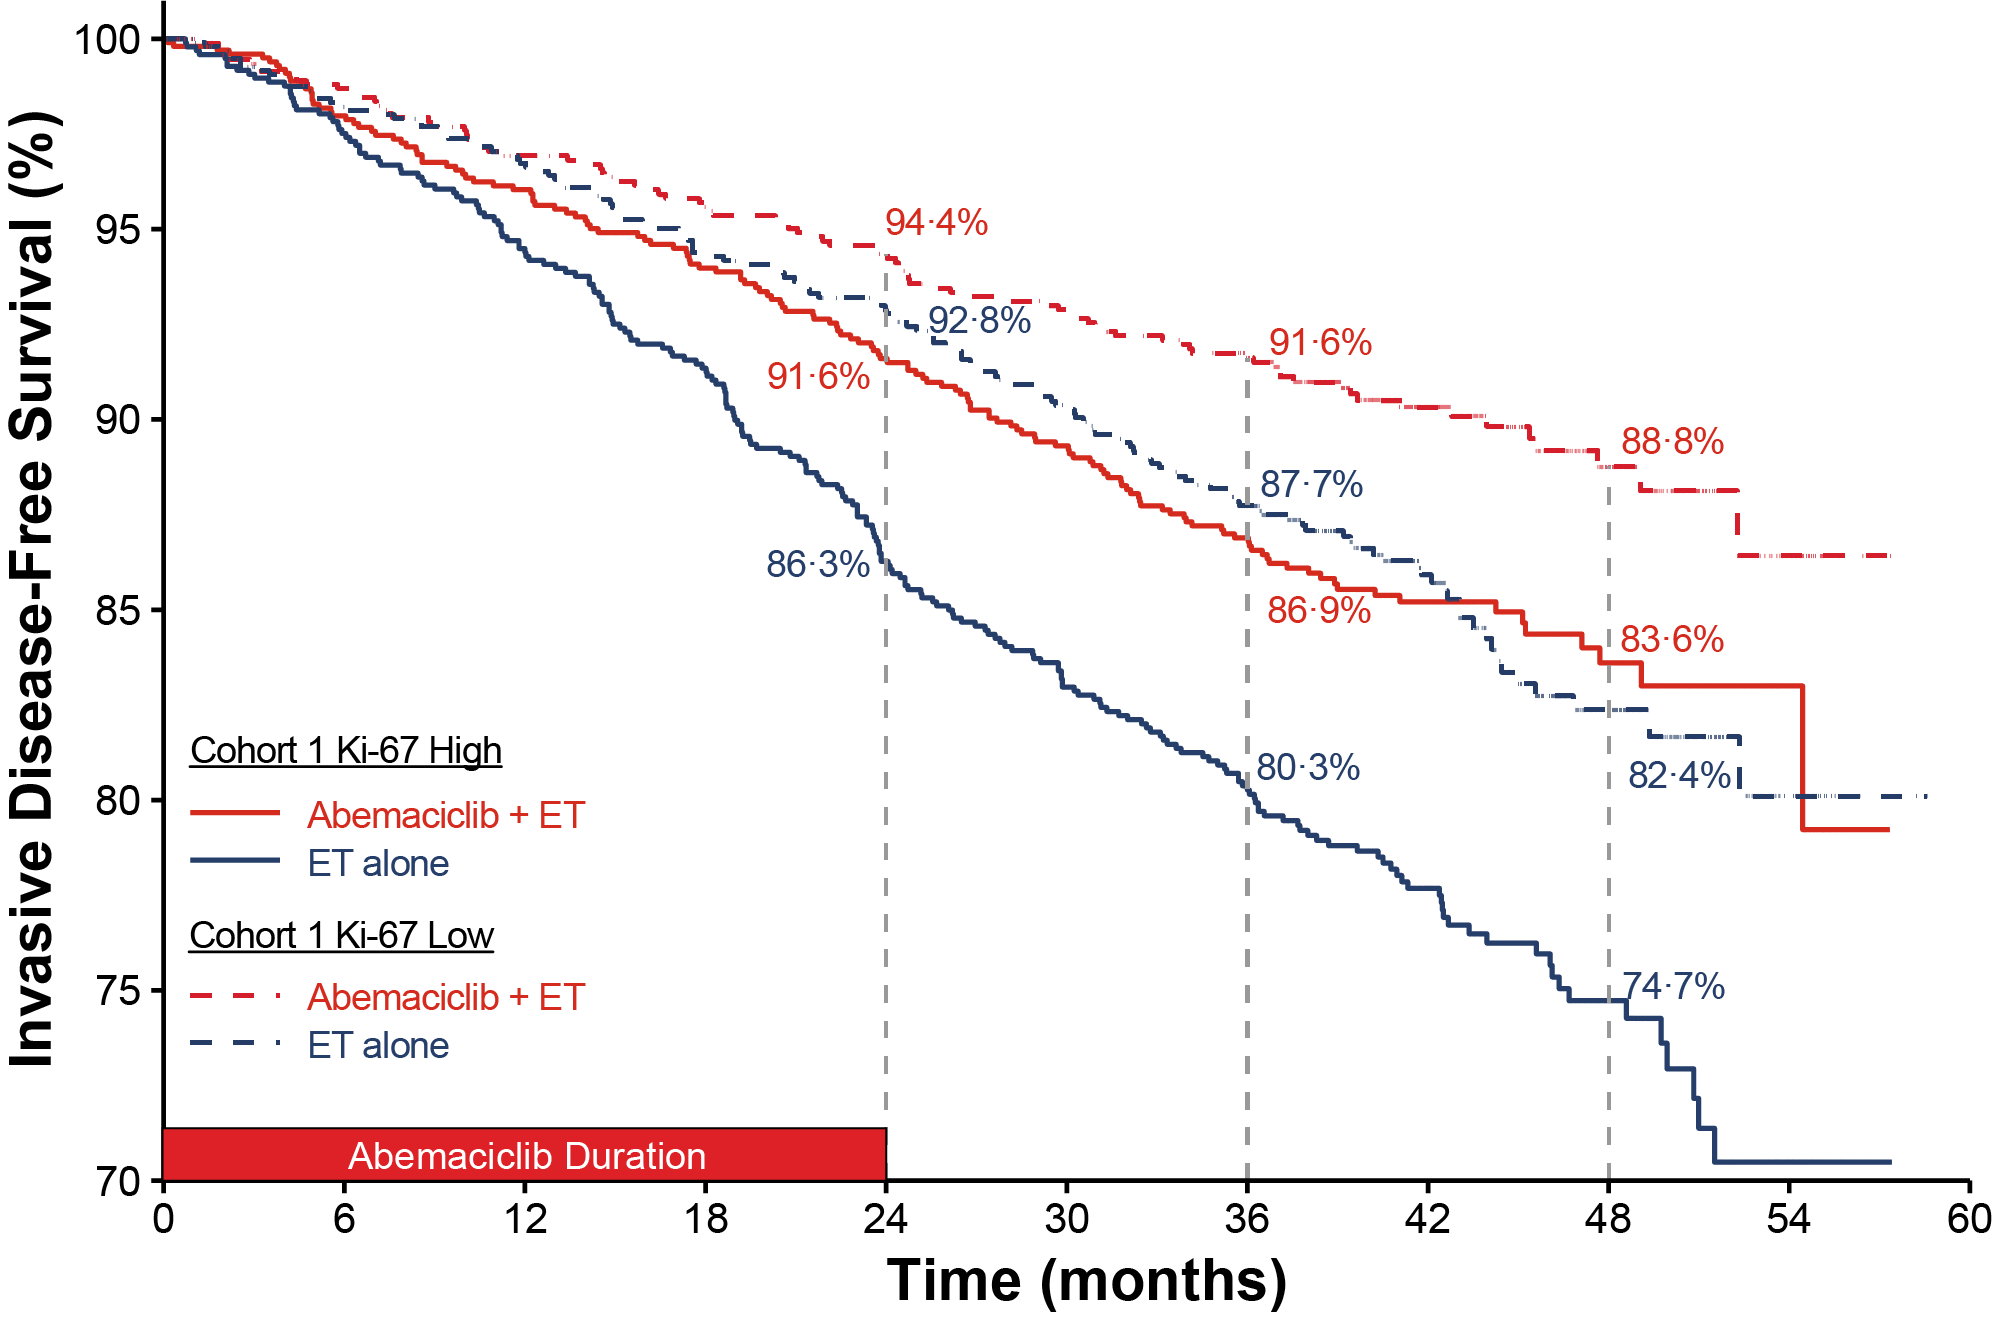 Invasive Disease-Free Survival (%)
100
95
90
85
80
75
70
94·4%
92·8%
91·6%
86·3%
91·6%
87·7%
86·9%
80·3%
88·8%
83·6%
82·4%
74·7%
Cohort 1 Ki-67 High
Abemaciclib + ET
ET alone
Cohort 1 Ki-67 Low
Abemaciclib + ET
ET alone
Abemaciclib Duration
0 6 12 18 24 30 36 42 48 54 60
Time (months)